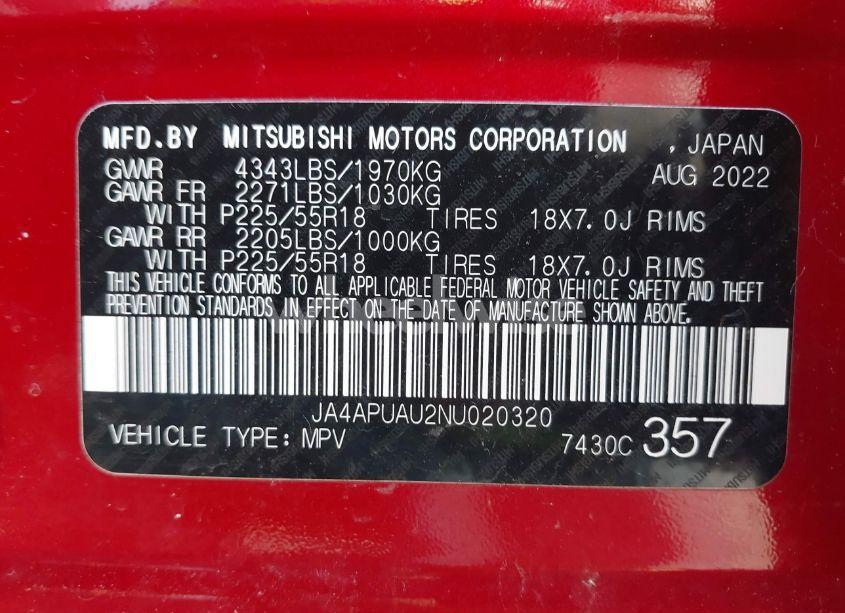 MFD.BY MITSUBISHI MOTORS CORPORATION , JAPAN
GVWR 4343LBS/1970KG AUG 2022
GAWR FR 2271LBS/1030KG
WITH P225/55R18 TIRES 18X7.0J RIMS
GAWR RR 2205LBS/1000KG
WITH P225/55R18 TIRES 18X7.0J RIMS
THIS VEHICLE CONFORMS TO ALL APPLICABLE FEDERAL MOTOR VEHICLE SAFETY AND THEFT
PREVENTION STANDARDS IN EFFECT ON THE DATE OF MANUFACTURE SHOWN ABOVE.
JA4APUAU2NU020320
VEHICLE TYPE: MPV 7430C 357